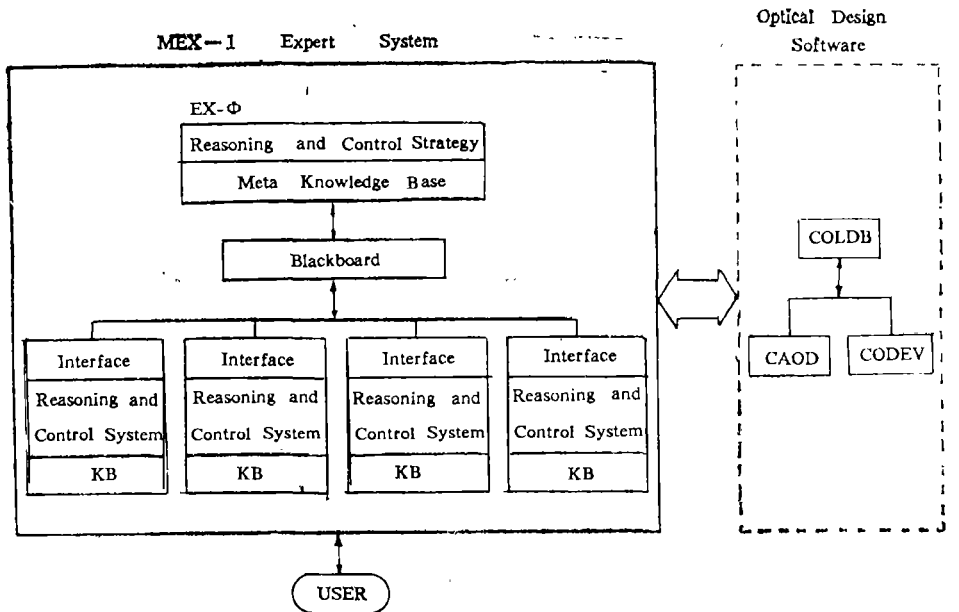 Optical Design
Software
MEX-1 Expert System
EX-Φ
Reasoning and Control Strategy
Meta Knowledge Base
Blackboard
Interface
Reasoning and
Control System
KB
Interface
Reasoning and
Control System
KB
Interface
Reasoning and
Control System
KB
Interface
Reasoning and
Control System
KB
USER
COLDB
CAOD
CODEV